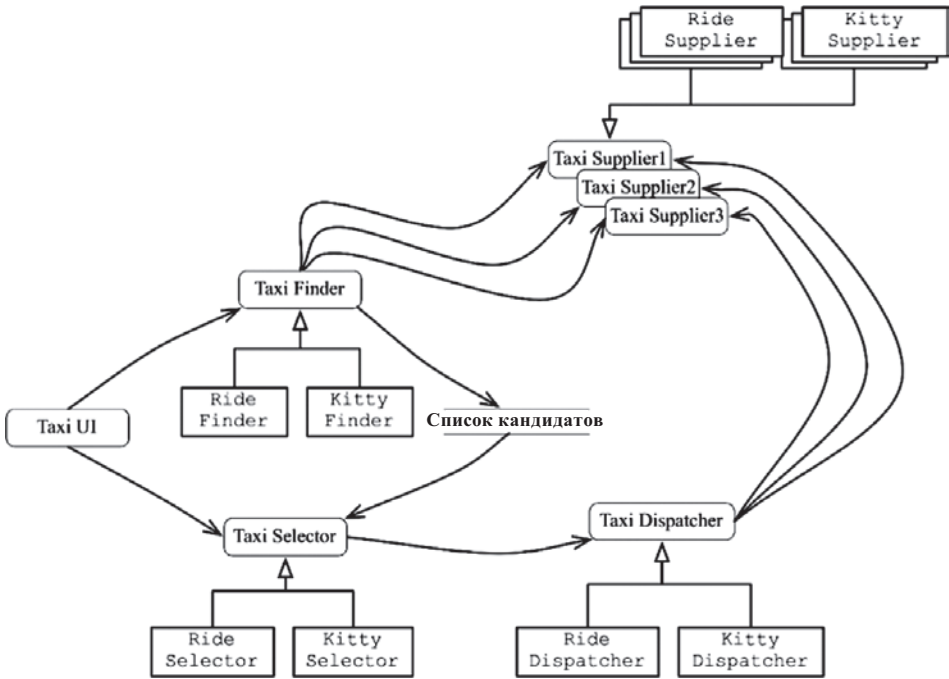 Ride
Supplier
Kitty
Supplier
Taxi Supplier1
Taxi Supplier2
Taxi Supplier3
Taxi Finder
Ride
Finder
Kitty
Finder
Taxi UI
Список кандидатов
Taxi Selector
Taxi Dispatcher
Ride
Selector
Kitty
Selector
Ride
Dispatcher
Kitty
Dispatcher